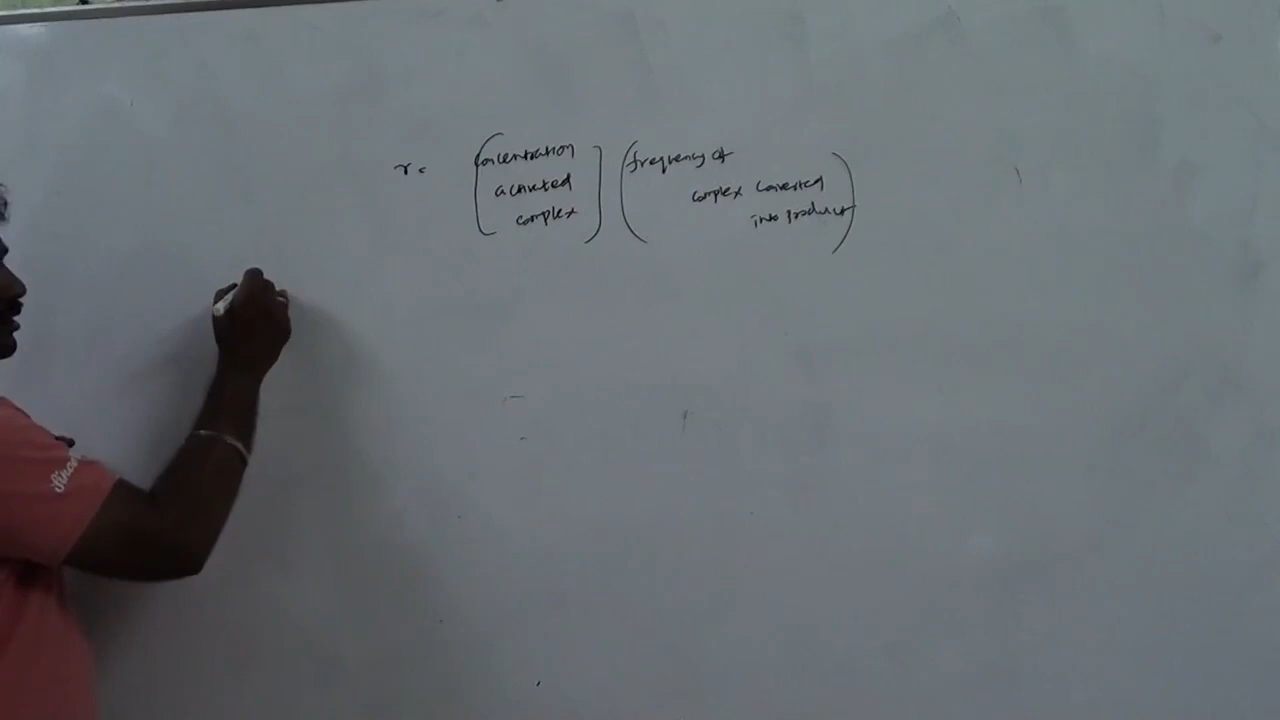 r = (concentration activated complex) (frequency of complex converted into product)